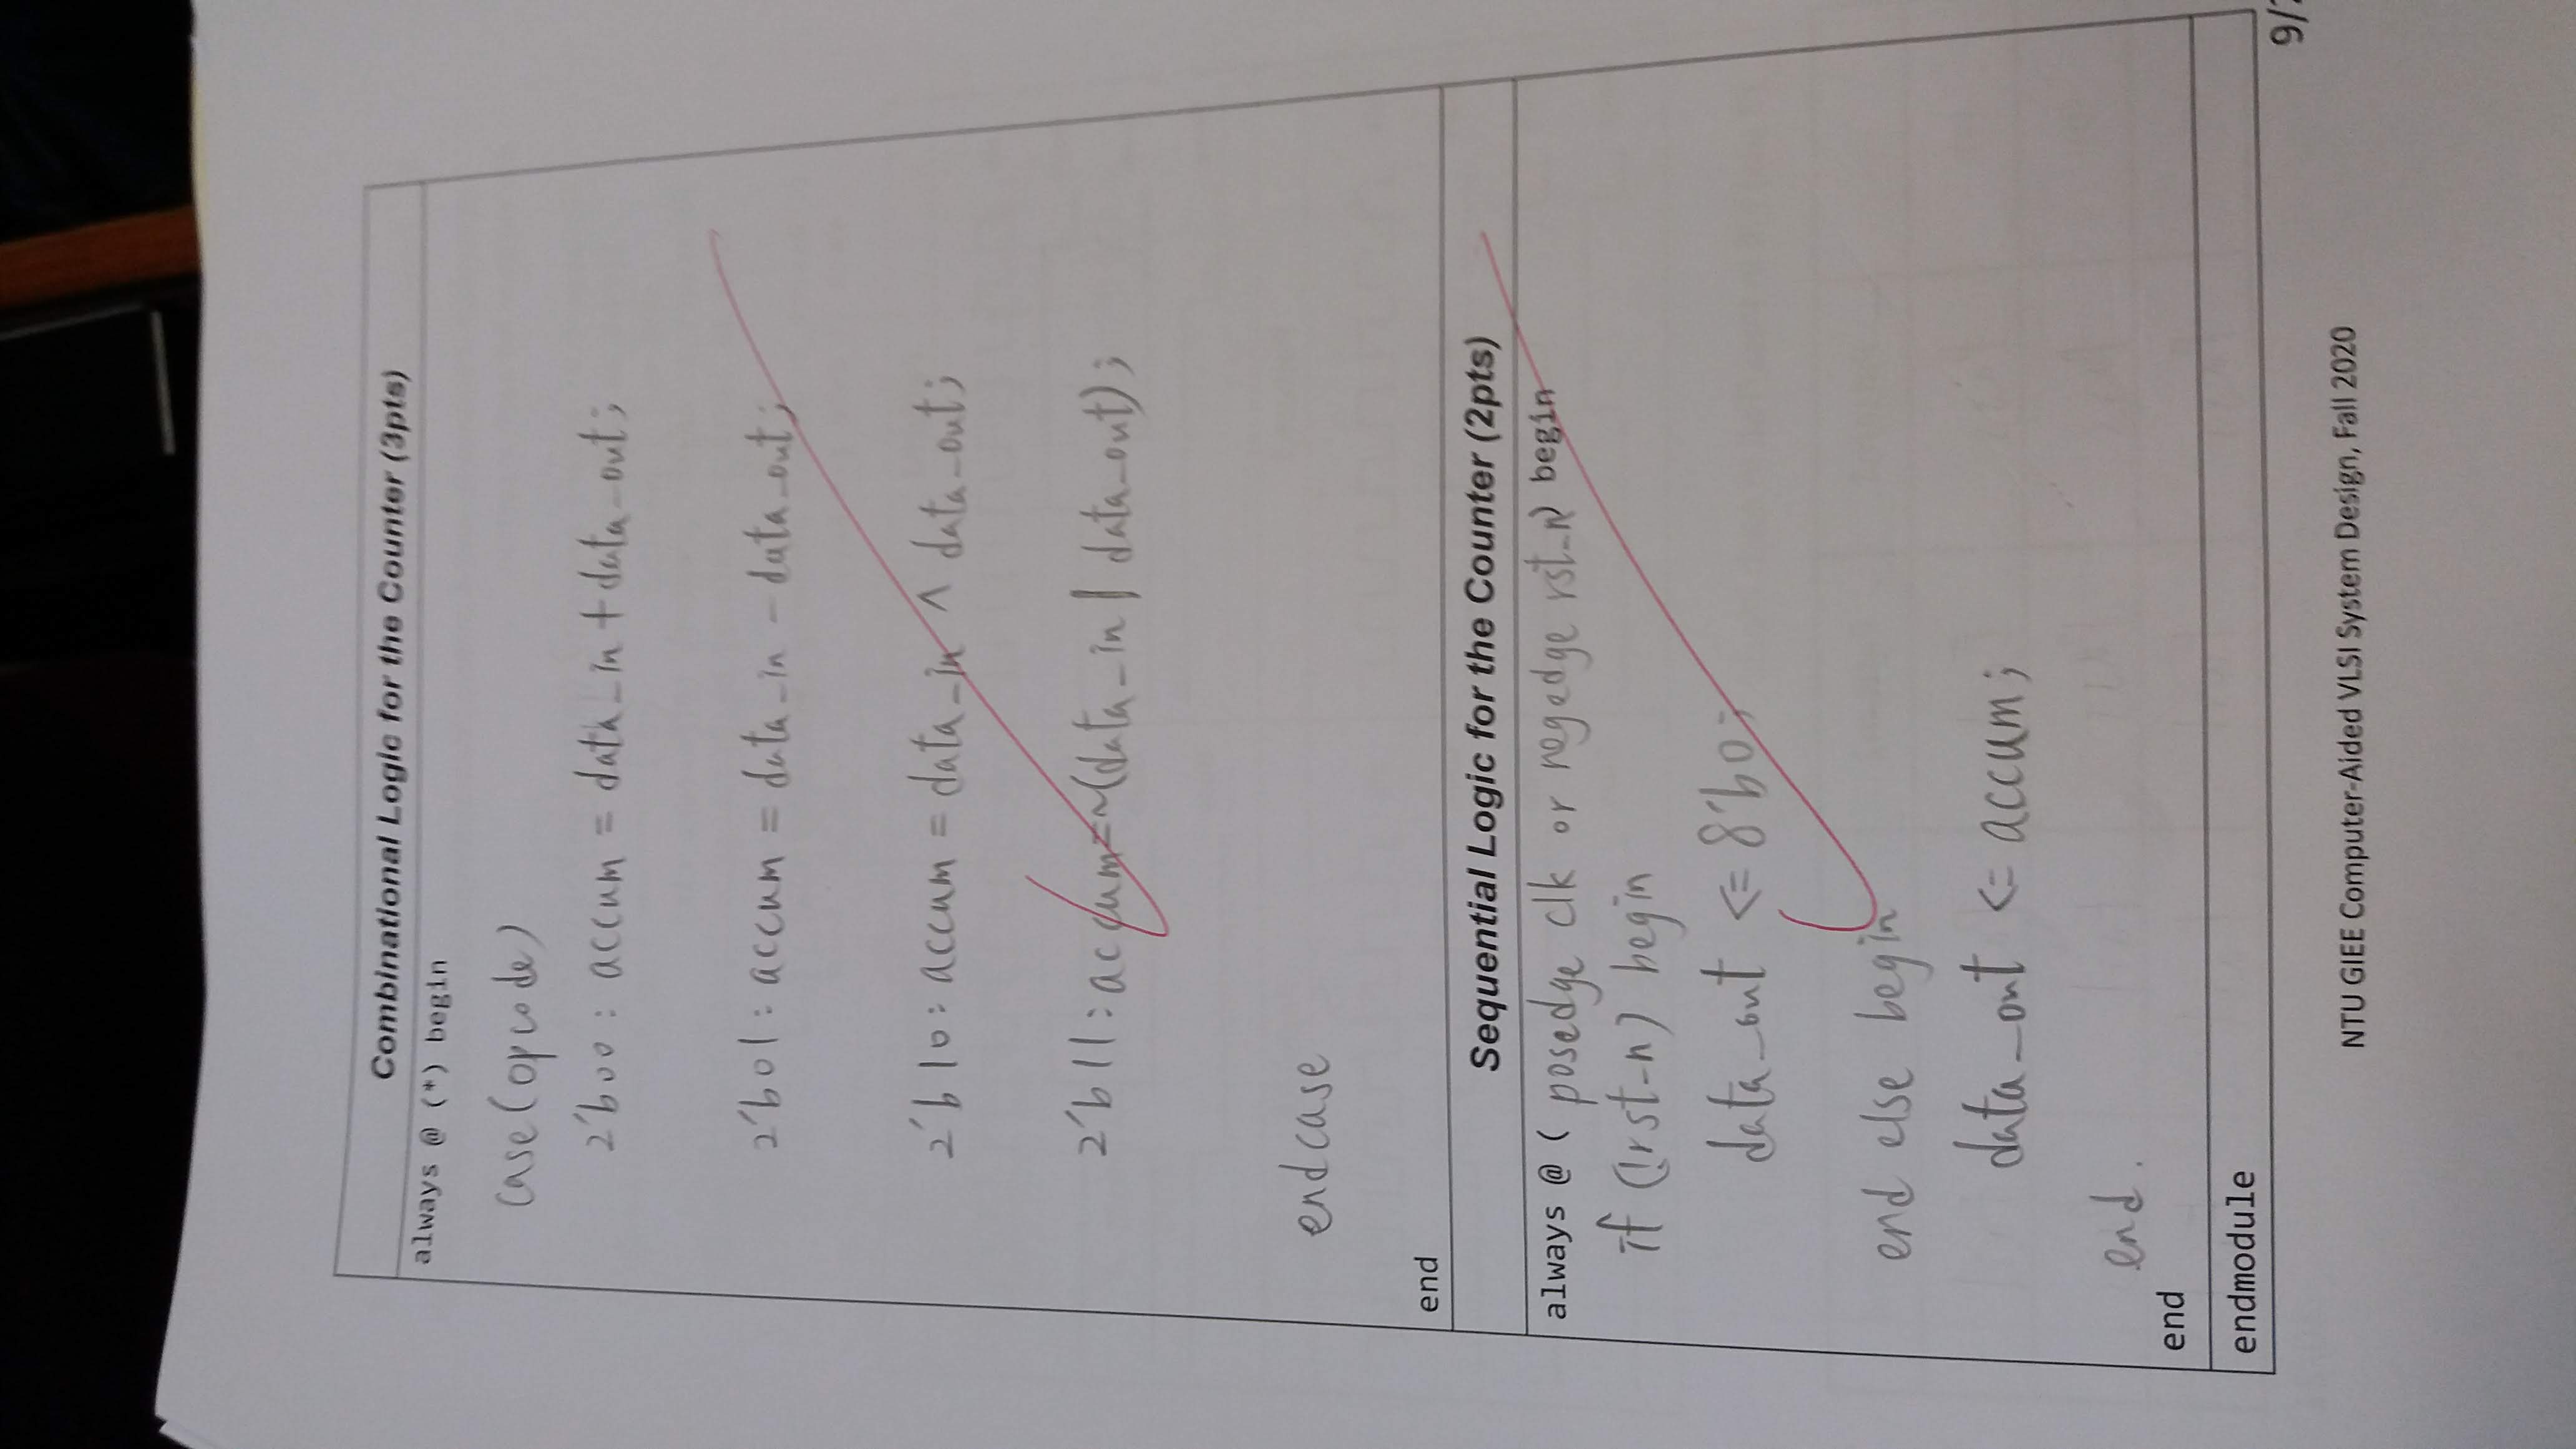 Combinational Logic for the Counter (3pts)
always @ (*) begin
case(opcode)
2'b00: accum = data_in + data_out;
2'b01: accum = data_in - data_out;
2'b10: accum = data_in ^ data_out;
2'b11: accum = ~(data_in | data_out);
endcase
end
Sequential Logic for the Counter (2pts)
always @ ( posedge clk or negedge rst_n) begin
if (!rst_n) begin
data_out <= 8'b0;
end else begin
data_out <= accum;
end.
end
endmodule
9/
NTU GIEE Computer-Aided VLSI System Design, Fall 2020